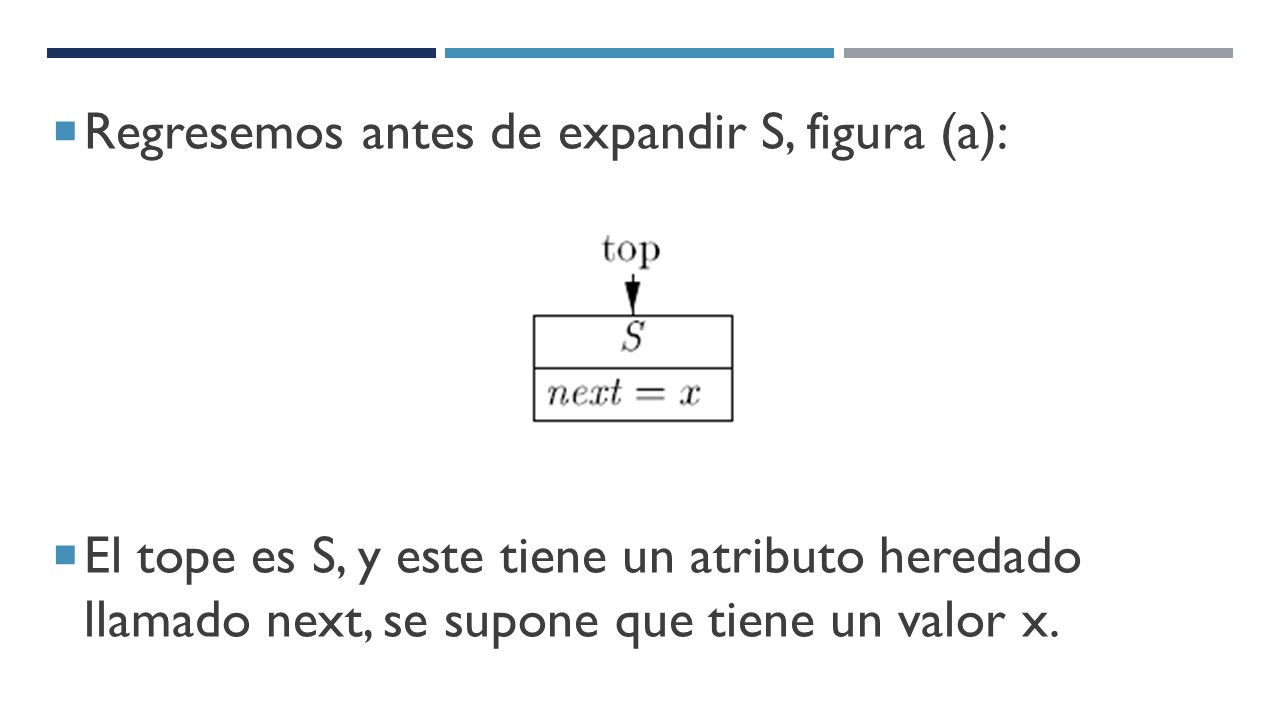 Regresemos antes de expandir S, figura (a):
top
S
next = x
El tope es S, y este tiene un atributo heredado
llamado next, se supone que tiene un valor x.